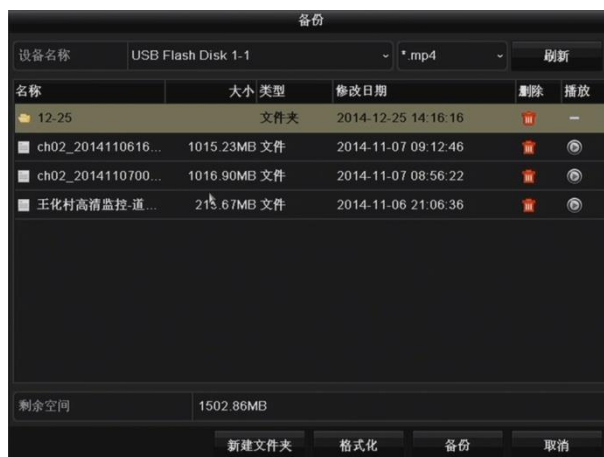 备份
设备名称 USB Flash Disk 1-1 *.mp4 刷新
名称 大小 类型 修改日期 删除 播放
12-25 文件夹 2014-12-25 14:16:16
ch02_2014110616... 1015.23MB 文件 2014-11-07 09:12:46
ch02_2014110700... 1016.90MB 文件 2014-11-07 08:56:22
王化村高清监控-道... 213.67MB 文件 2014-11-06 21:06:36
剩余空间 1502.86MB
新建文件夹 格式化 备份 取消